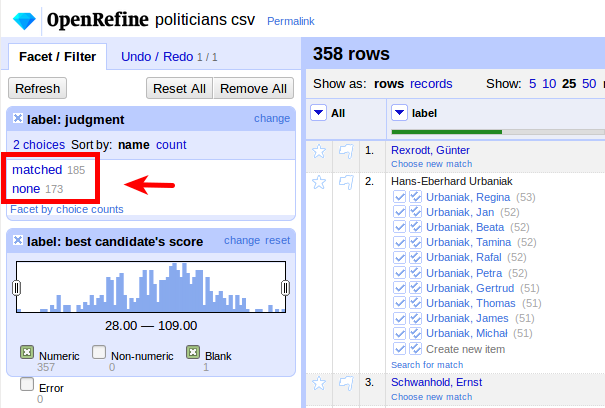 OpenRefine politicians csv Permalink
Facet / Filter Undo / Redo 1 / 1
Refresh Reset All Remove All
label: judgment change
2 choices Sort by: name count
matched 185
none 173
Facet by choice counts
label: best candidate's score change reset
28.00 — 109.00
Numeric 357
Non-numeric 0
Blank 1
Error 0
358 rows
Show as: rows records Show: 5 10 25 50
All label
1. Rexrodt, Günter
Choose new match
2. Hans-Eberhard Urbaniak
Urbaniak, Regina (53)
Urbaniak, Jan (52)
Urbaniak, Beata (52)
Urbaniak, Tamina (52)
Urbaniak, Rafal (52)
Urbaniak, Petra (52)
Urbaniak, Gertrud (51)
Urbaniak, Thomas (51)
Urbaniak, James (51)
Urbaniak, Michał (51)
Create new item
Search for match
3. Schwanhold, Ernst
Choose new match